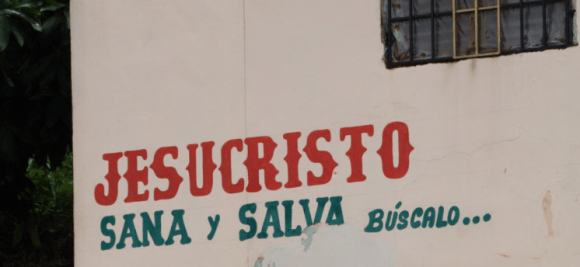 JESUCRISTO
SANA y SALVA BÚSCALO...